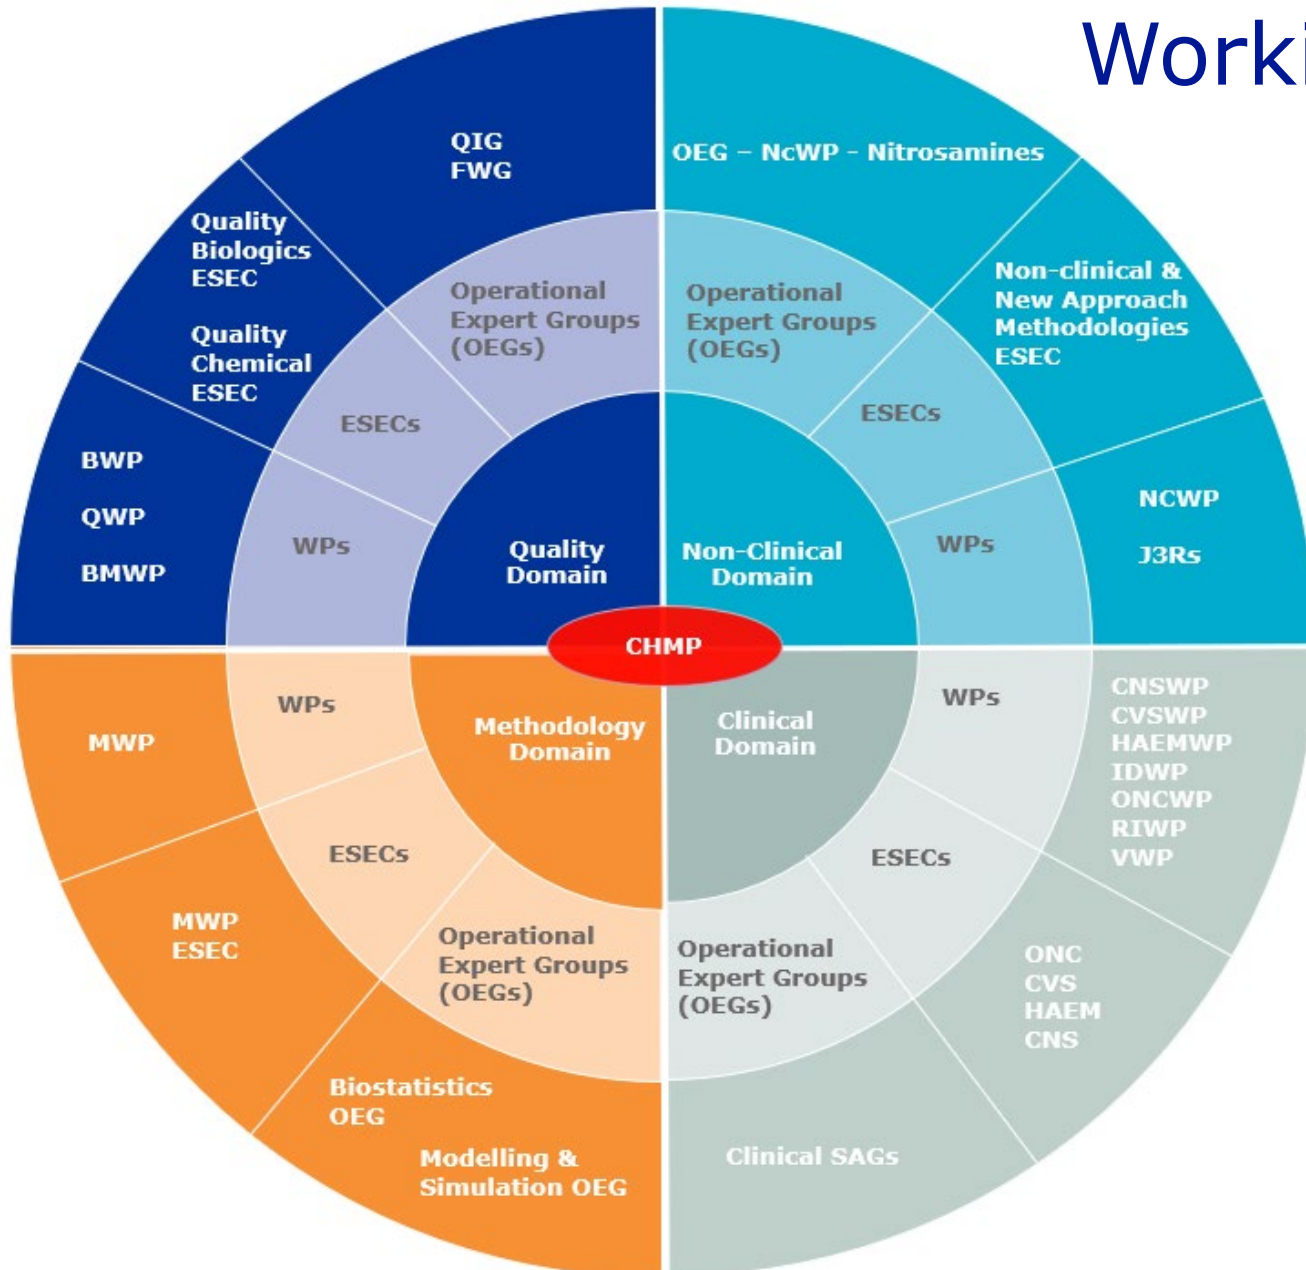 Worki
QIG
FWG
OEG – NcWP - Nitrosamines
Quality
Biologics
ESEC
Quality
Chemical
ESEC
Operational
Expert Groups
(OEGs)
Operational
Expert Groups
(OEGs)
Non-clinical &
New Approach
Methodologies
ESEC
ESECs
ESECs
BWP
QWP
BMWP
WPs
Quality
Domain
Non-Clinical
Domain
WPs
NCWP
J3Rs
CHMP
MWP
WPs
Methodology
Domain
Clinical
Domain
WPs
CNSWP
CVSWP
HAEMWP
IDWP
ONCWP
RIWP
VWP
ESECs
ESECs
MWP
ESEC
Operational
Expert Groups
(OEGs)
Operational
Expert Groups
(OEGs)
ONC
CVS
HAEM
CNS
Biostatistics
OEG
Modelling &
Simulation OEG
Clinical SAGs